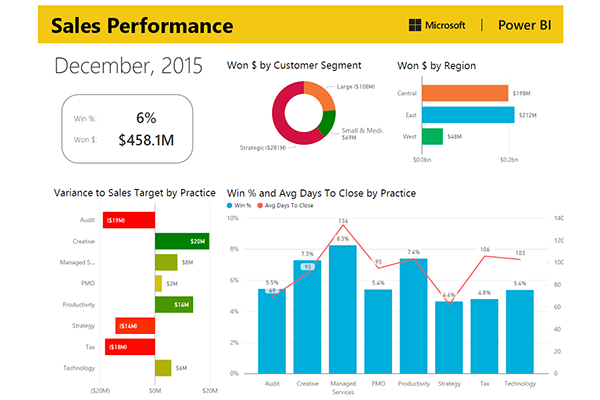 Sales Performance
Microsoft | Power BI
December, 2015
Win %: 6%
Won $: $458.1M
Won $ by Customer Segment
Large ($108M)
Small & Medi.
$69M
Strategic ($281M)
Won $ by Region
Central $198M
East $212M
West $48M
$0.0bn $0.2bn
Variance to Sales Target by Practice
Audit ($19M)
Creative $20M
Managed S... $8M
PMO $2M
Productivity $14M
Strategy ($14M)
Tax ($18M)
Technology $6M
($20M) $0M $20M
Win % and Avg Days To Close by Practice
Win % Avg Days To Close
10% 140
8% 120
6% 100
4% 80
2% 60
0% 40
20
0
134
8.3%
7.3%
90
5.5%
69
95
5.4%
7.4%
4.6%
106
4.8%
103
5.4%
Audit Creative Managed Services PMO Productivity Strategy Tax Technology